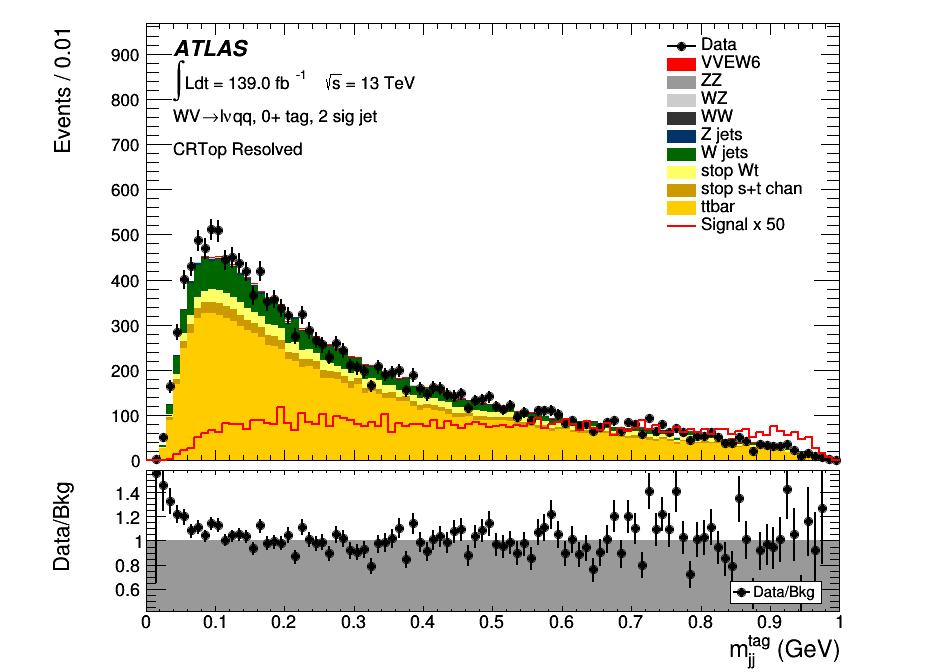 Events / 0.01
900
800
700
600
500
400
300
200
100
0
ATLAS
∫Ldt = 139.0 fb⁻¹ √s = 13 TeV
WV→lνqq, 0+ tag, 2 sig jet
CRTop Resolved
Data
VVEW6
ZZ
WZ
WW
Z jets
W jets
stop Wt
stop s+t chan
ttbar
Signal x 50
Data/Bkg
1.4
1.2
1
0.8
0.6
Data/Bkg
0 0.1 0.2 0.3 0.4 0.5 0.6 0.7 0.8 0.9 1
m_jj^tag (GeV)